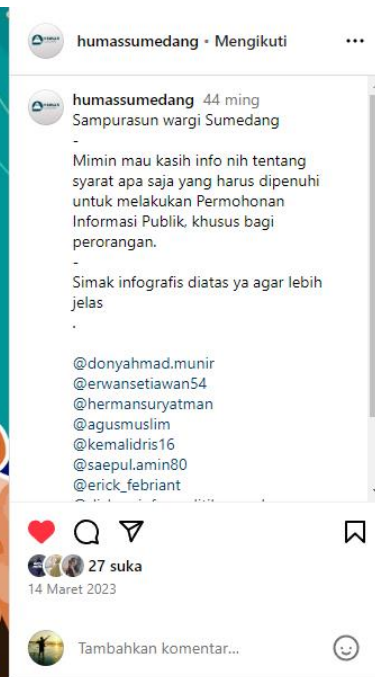 humassumedang • Mengikuti
humassumedang 44 ming
Sampurasun wargi Sumedang
-
Mimin mau kasih info nih tentang
syarat apa saja yang harus dipenuhi
untuk melakukan Permohonan
Informasi Publik, khusus bagi
perorangan.
-
Simak infografis diatas ya agar lebih
jelas
.
@donyahmad.munir
@erwansetiawan54
@hermansuryatman
@agusmuslim
@kemalidris16
@saepul.amin80
@erick_febriant
27 suka
14 Maret 2023
Tambahkan komentar...